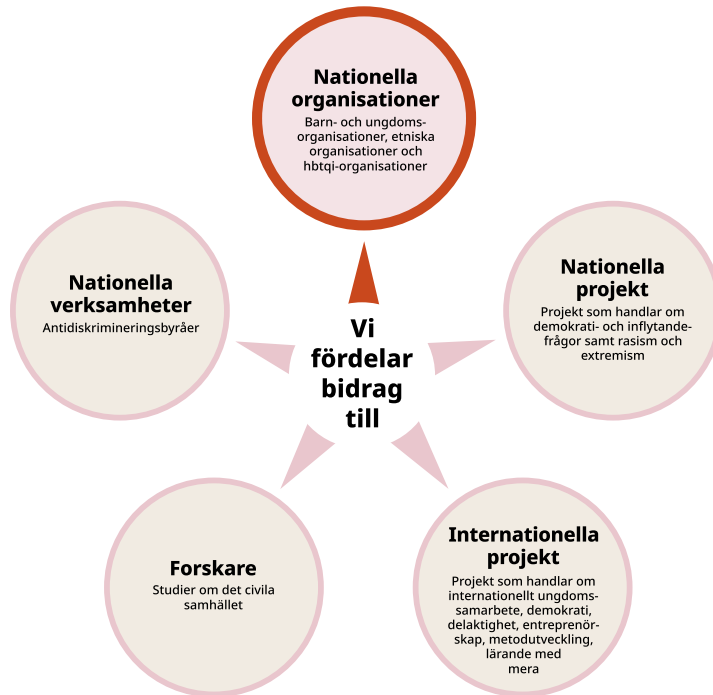 Nationella
organisationer
Barn- och ungdoms-
organisationer, etniska
organisationer och
hbtqi-organisationer
Nationella
verksamheter
Antidiskrimineringsbyråer
Nationella
projekt
Projekt som handlar om
demokrati- och inflytande-
frågor samt rasism och
extremism
Vi
fördelar
bidrag
till
Forskare
Studier om det civila
samhället
Internationella
projekt
Projekt som handlar om
internationellt ungdoms-
samarbete, demokrati,
delaktighet, entreprenör-
skap, metodutveckling,
lärande med
mera